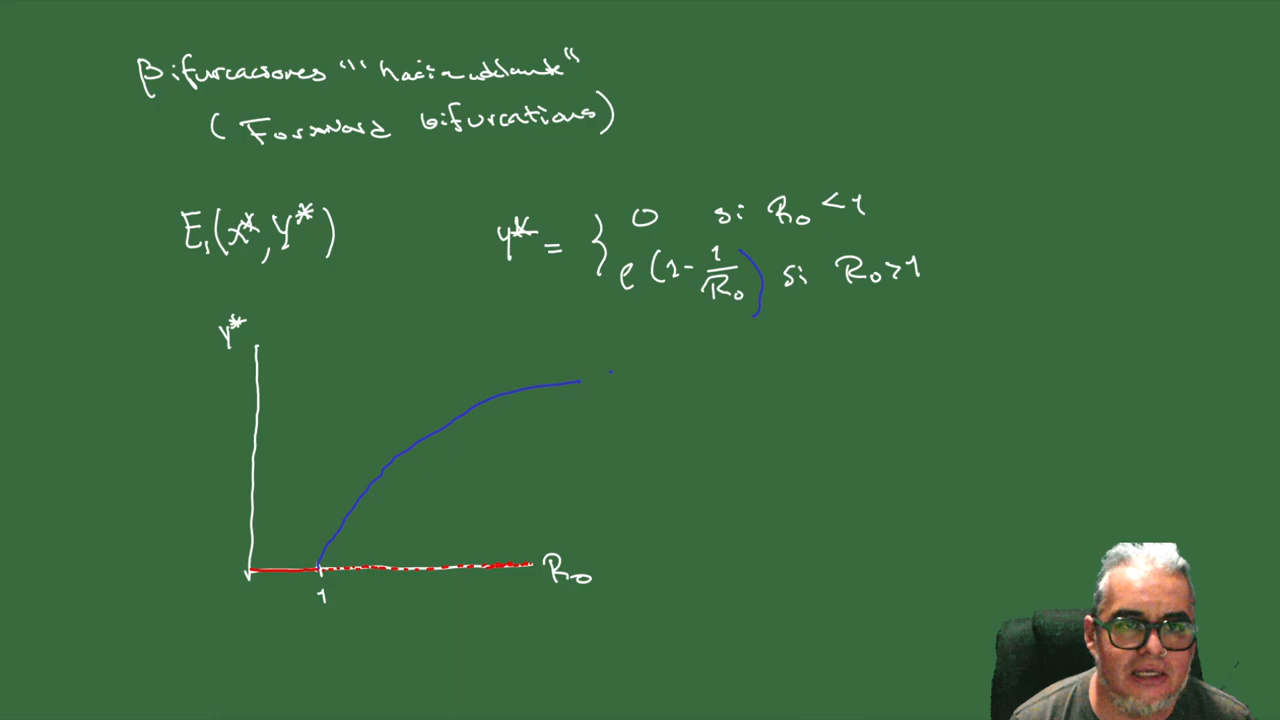 Bifurcaciones "hacia adelante"
(Forward bifurcations)
E₁(x*, y*)
y* = { 0 si R₀ < 1
ρ(1 - 1/R₀) si R₀ > 1
y*
R₀
1